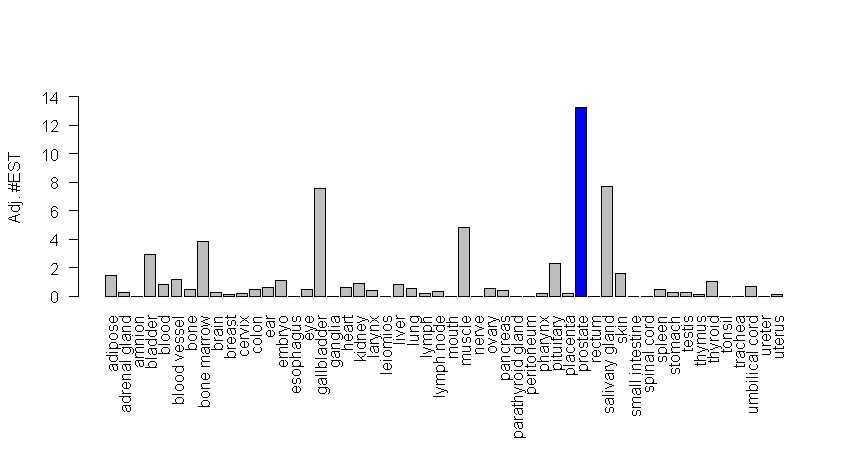 Adj. #EST
14
12
10
8
6
4
2
0
adipose
adrenal gland
amnion
bladder
blood
blood vessel
bone
bone marrow
brain
breast
cervix
colon
ear
embryo
esophagus
eye
gallbladder
ganglia
heart
kidney
larynx
leiomios
liver
lung
lymph
lymph node
mouth
muscle
nerve
ovary
pancreas
parathyroid gland
peritoneum
pharynx
pituitary
placenta
prostate
rectum
salivary gland
skin
small intestine
spinal cord
spleen
stomach
testis
thymus
thyroid
tonsil
trachea
umbilical cord
ureter
uterus